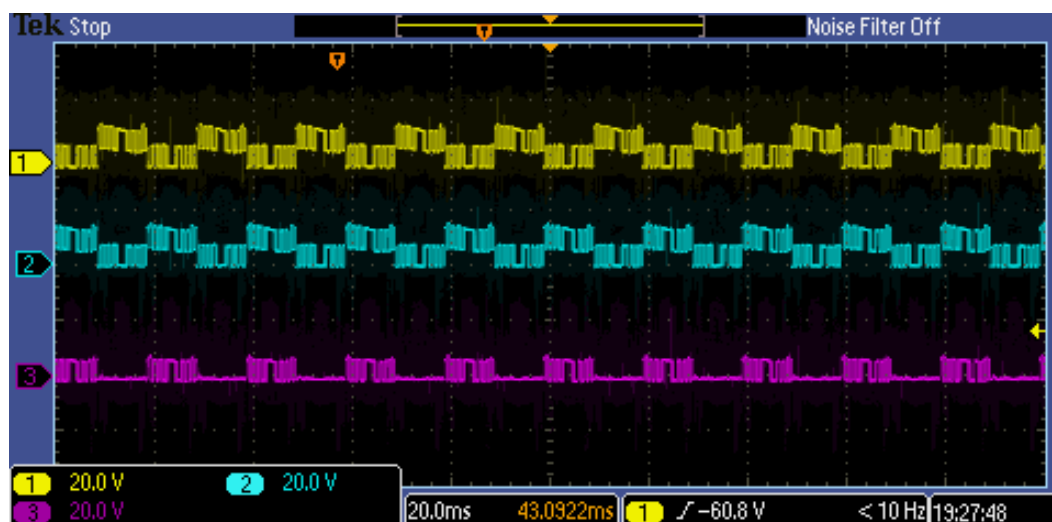 Tek Stop Noise Filter Off
T
T
1
2
3
1 20.0 V 2 20.0 V
3 20.0 V 20.0ms 43.0922ms 1 -60.8 V < 10 Hz 19:27:48